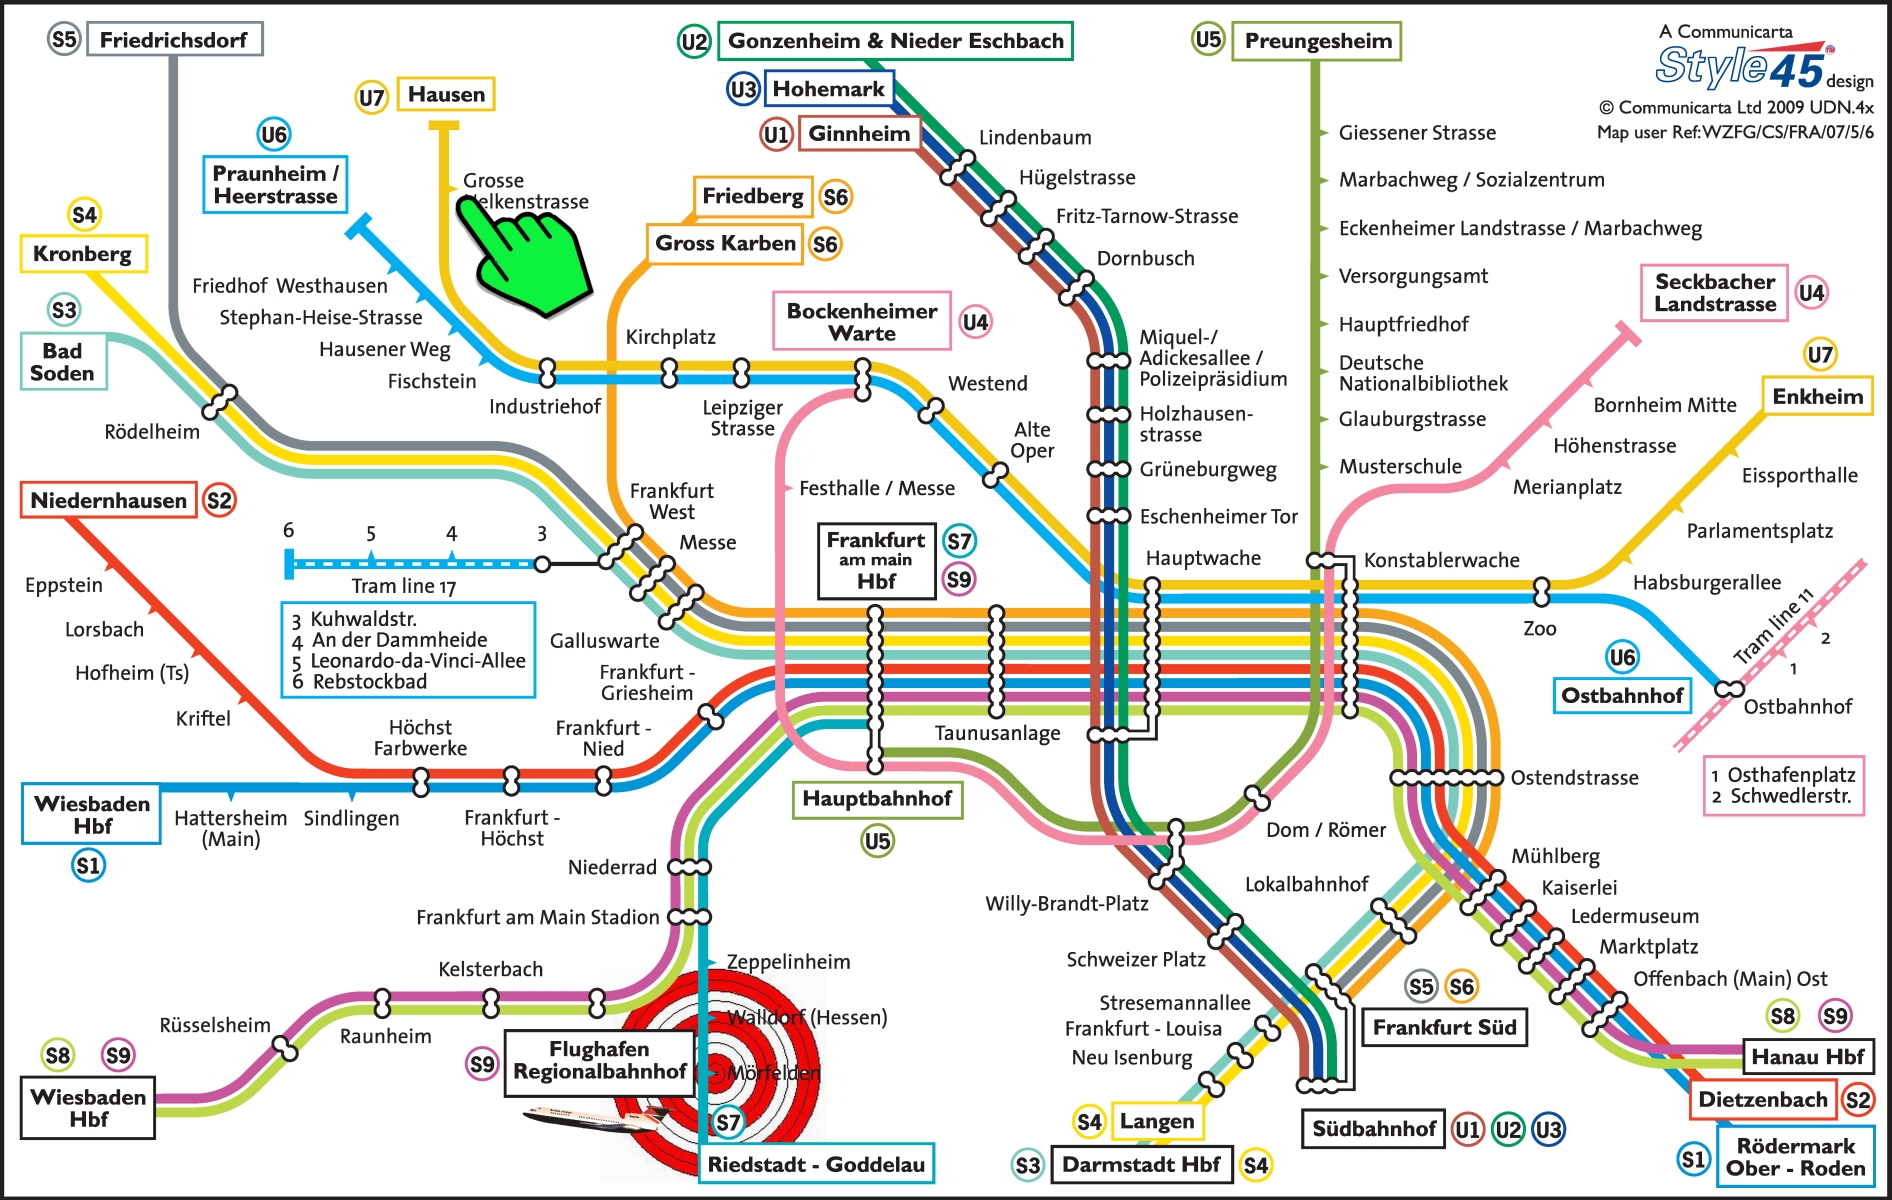 S5 Friedrichsdorf
U2 Gonzenheim & Nieder Eschbach
U3 Hohemark
U1 Ginnheim
U5 Preungesheim
A Communicarta
Style45 TM
design
© Communicarta Ltd 2009 UDN.4x
Map user Ref:WZFG/CS/FRA/07/5/6
U7 Hausen
U6
Praunheim /
Heerstrasse
Grosse
S4
Kronberg
S3
Bad
Soden
Friedberg S6
Gross Karben S6
Lindenbaum
Hügelstrasse
Fritz-Tarnow-Strasse
Dornbusch
Miquel-/
Adickesallee /
Polizeipräsidium
Holzhausen-
strasse
Grüneburgweg
Eschenheimer Tor
Hauptwache
Giessener Strasse
Marbachweg / Sozialzentrum
Eckenheimer Landstrasse / Marbachweg
Versorgungsamt
Hauptfriedhof
Deutsche
Nationalbibliothek
Glauburgstrasse
Musterschule
Konstablerwache
Seckbacher
Landstrasse
U4
U7
Enkheim
Bornheim Mitte
Höhenstrasse
Merianplatz
Eissporthalle
Parlamentsplatz
Habsburgerallee
Zoo
U6
Ostbahnhof
Tram line 11
2
1
Ostbahnhof
1 Osthafenplatz
2 Schwedlerstr.
Friedhof Westhausen
Stephan-Heise-Strasse
Hausener Weg
Fischstein
Industriehof
Kirchplatz
Leipziger
Strasse
Bockenheimer
Warte
U4
Westend
Alte
Oper
Festhalle / Messe
Rödelheim
Frankfurt
West
Messe
Galluswarte
Niedernhausen S2
6 5 4 3
Tram line 17
3 Kuhwaldstr.
4 An der Dammheide
5 Leonardo-da-Vinci-Allee
6 Rebstockbad
Frankfurt
am main
Hbf
S7
S9
Eppstein
Lorsbach
Hofheim (Ts)
Kriftel
Höchst
Farbwerke
Frankfurt -
Nied
Frankfurt -
Griesheim
Taunusanlage
Wiesbaden
Hbf
S1
Hattersheim
(Main)
Sindlingen
Frankfurt -
Höchst
Hauptbahnhof
U5
Dom / Römer
Willy-Brandt-Platz
Schweizer Platz
Lokalbahnhof
Ostendstrasse
Mühlberg
Kaiserlei
Ledermuseum
Marktplatz
Offenbach (Main) Ost
Niederrad
Frankfurt am Main Stadion
Zeppelinheim
Walldorf (Hessen)
Mörfelden
Kelsterbach
Raunheim
Rüsselsheim
S8 S9
Wiesbaden
Hbf
S9
Flughafen
Regionalbahnhof
S7
Riedstadt - Goddelau
Stresemannallee
Frankfurt - Louisa
Neu Isenburg
S4 Langen
S3 Darmstadt Hbf S4
S5 S6
Frankfurt Süd
Südbahnhof U1 U2 U3
S8 S9
Hanau Hbf
Dietzenbach S2
S1
Rödermark
Ober - Roden